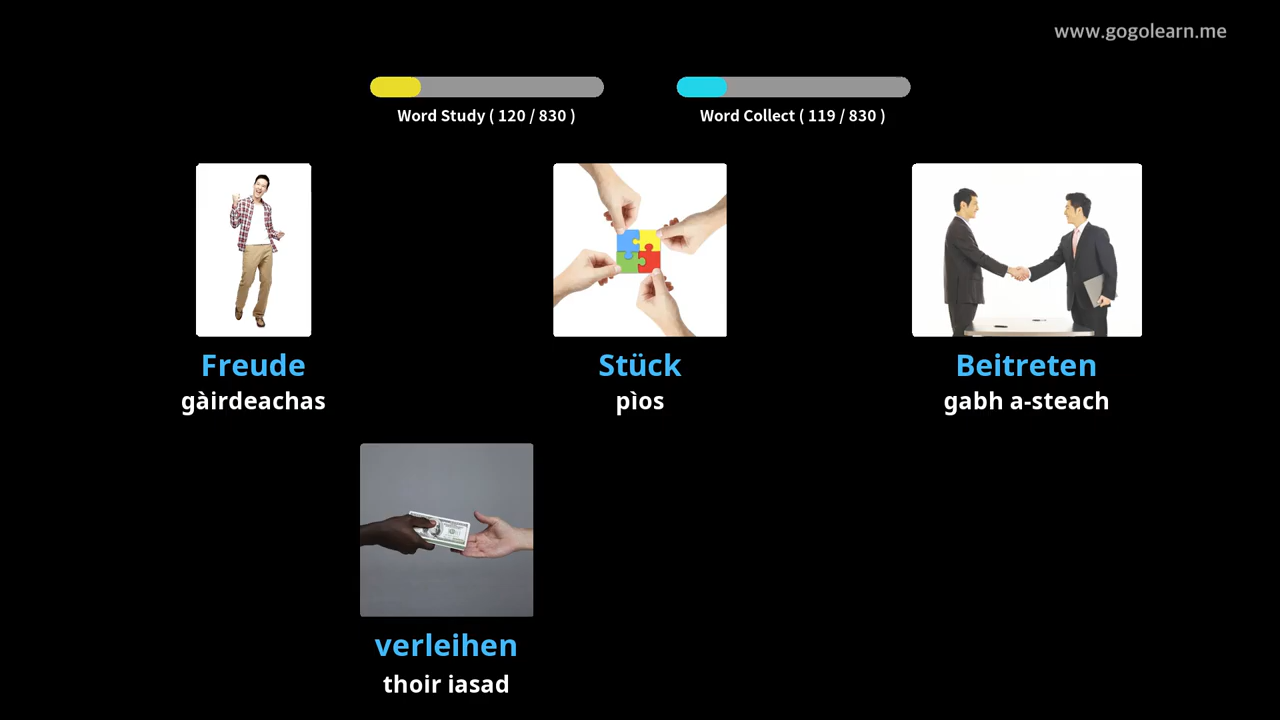 www.gogolearn.me
Word Study ( 120 / 830 )
Word Collect ( 119 / 830 )
Freude
gàirdeachas
Stück
pìos
Beitreten
gabh a-steach
verleihen
thoir iasad